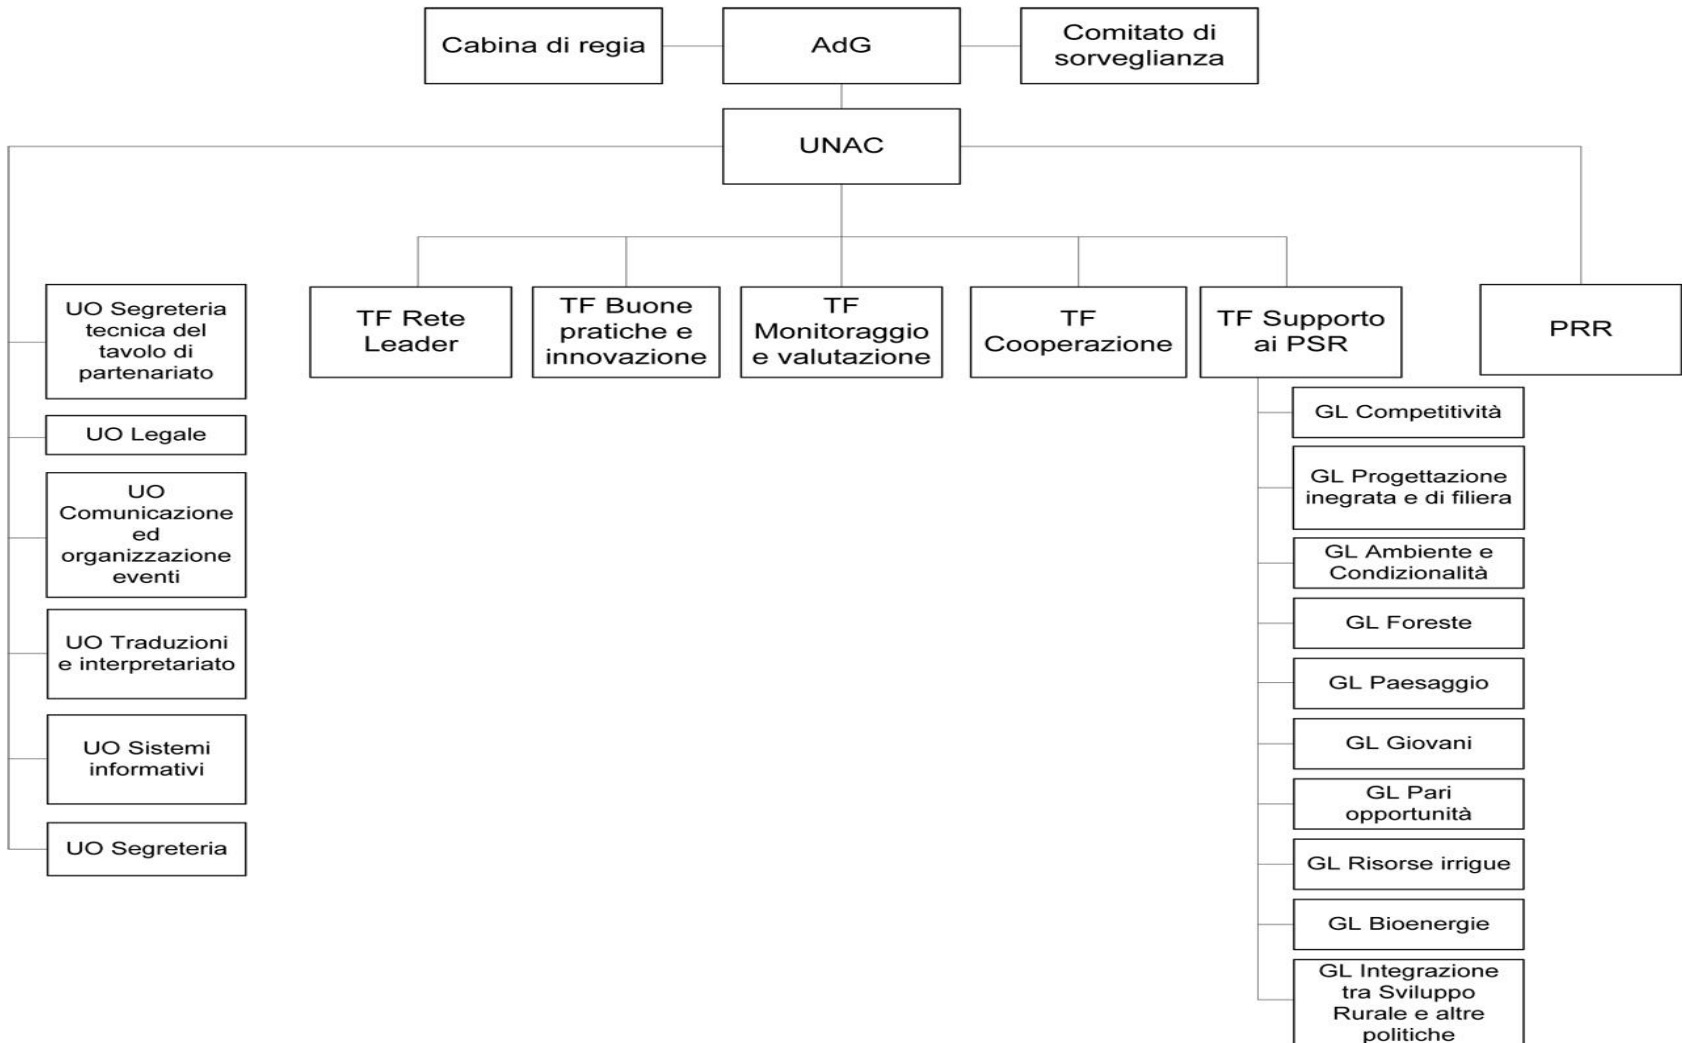 Cabina di regia
AdG
Comitato di
sorveglianza
UNAC
UO Segreteria
tecnica del
tavolo di
partenariato
UO Legale
UO
Comunicazione
ed
organizzazione
eventi
UO Traduzioni
e interpretariato
UO Sistemi
informativi
UO Segreteria
TF Rete
Leader
TF Buone
pratiche e
innovazione
TF
Monitoraggio
e valutazione
TF
Cooperazione
TF Supporto
ai PSR
PRR
GL Competitività
GL Progettazione
inegrata e di filiera
GL Ambiente e
Condizionalità
GL Foreste
GL Paesaggio
GL Giovani
GL Pari
opportunità
GL Risorse irrigue
GL Bioenergie
GL Integrazione
tra Sviluppo
Rurale e altre
politiche